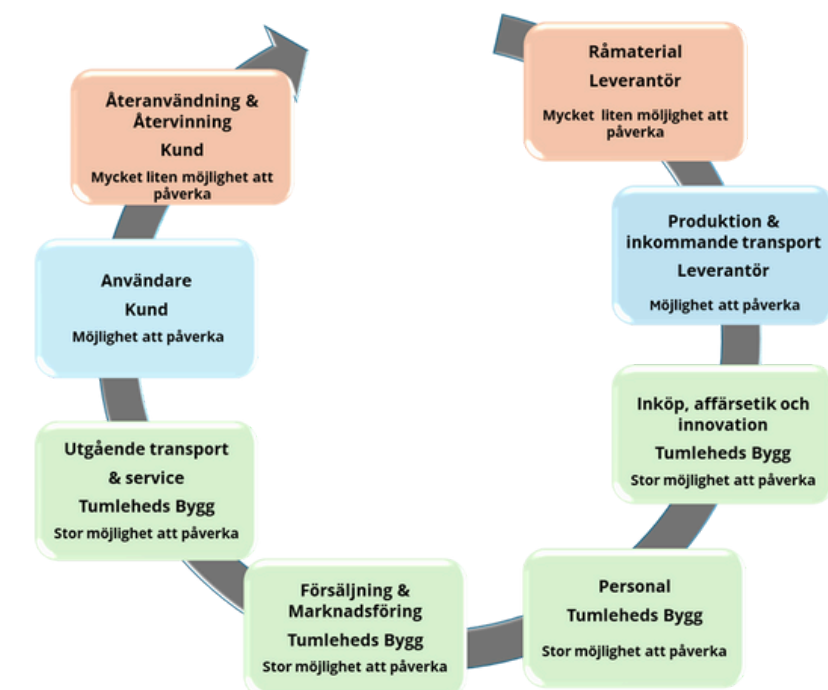 Råmaterial
Leverantör
Mycket liten möljighet att
påverka
Produktion &
inkommande transport
Leverantör
Möjlighet att påverka
Inköp, affärsetik och
innovation
Tumleheds Bygg
Stor möjlighet att påverka
Personal
Tumleheds Bygg
Stor möjlighet att påverka
Försäljning &
Marknadsföring
Tumleheds Bygg
Stor möjlighet att påverka
Utgående transport
& service
Tumleheds Bygg
Stor möjlighet att påverka
Användare
Kund
Möjlighet att påverka
Återanvändning &
Återvinning
Kund
Mycket liten möjlighet att
påverka